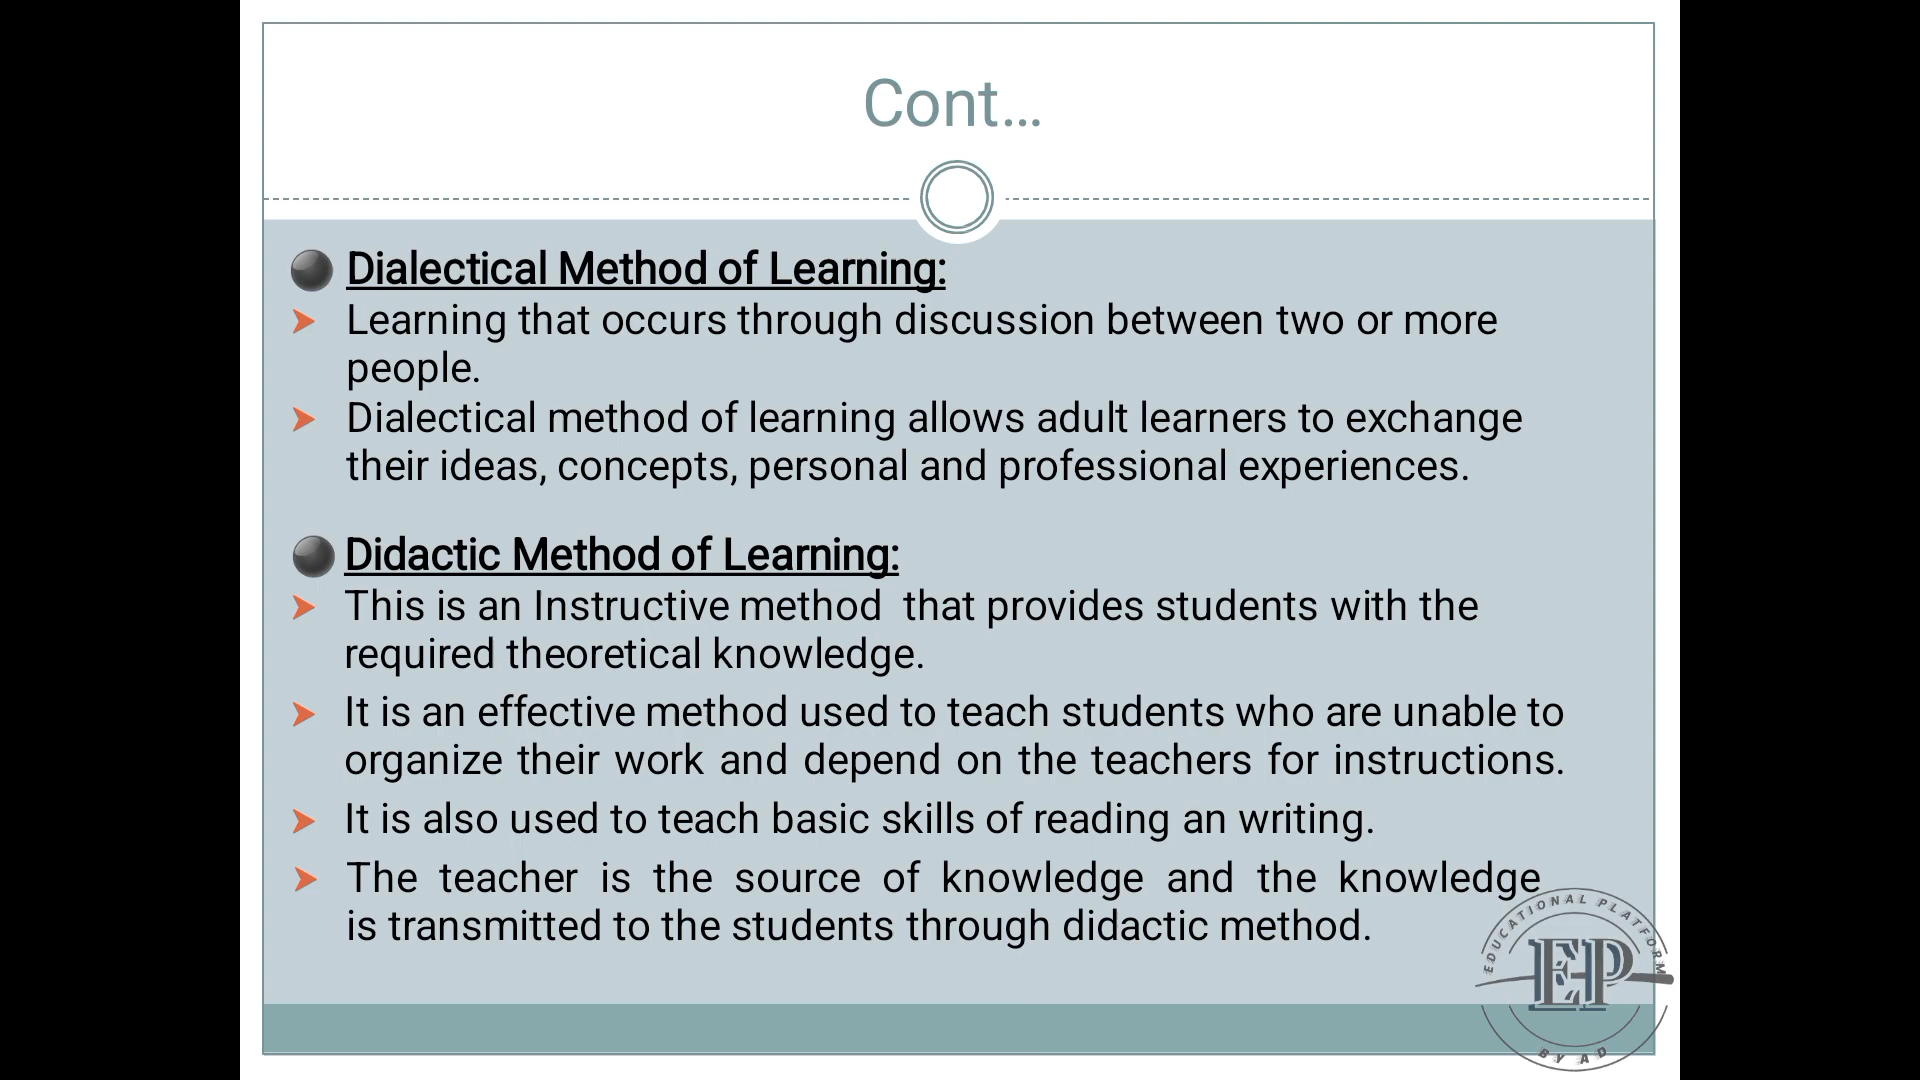 Cont...
Dialectical Method of Learning:
Learning that occurs through discussion between two or more
people.
Dialectical method of learning allows adult learners to exchange
their ideas, concepts, personal and professional experiences.
Didactic Method of Learning:
This is an Instructive method that provides students with the
required theoretical knowledge.
It is an effective method used to teach students who are unable to
organize their work and depend on the teachers for instructions.
It is also used to teach basic skills of reading an writing.
The teacher is the source of knowledge and the knowledge
is transmitted to the students through didactic method.
EDUCATIONAL PLATFORM
EP
BY AD